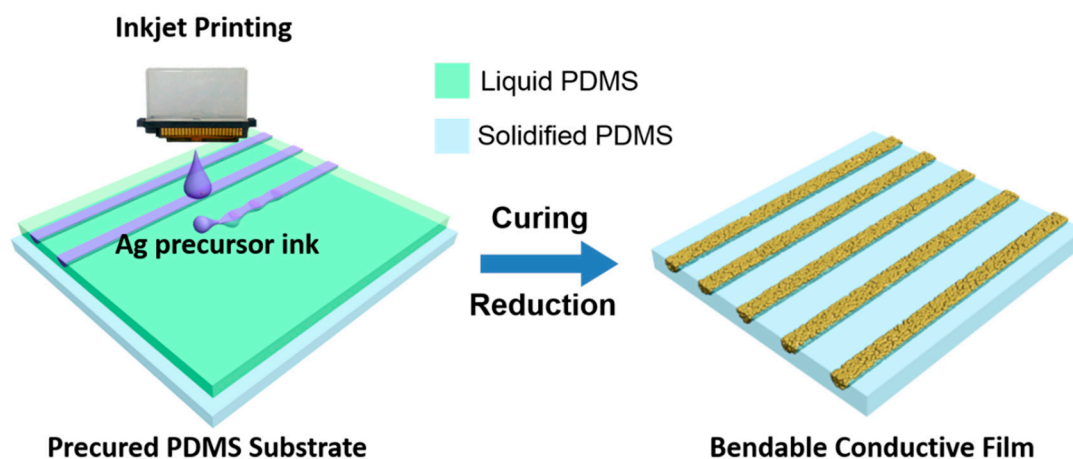 Inkjet Printing
Liquid PDMS
Solidified PDMS
Ag precursor ink
Curing
Reduction
Precured PDMS Substrate
Bendable Conductive Film